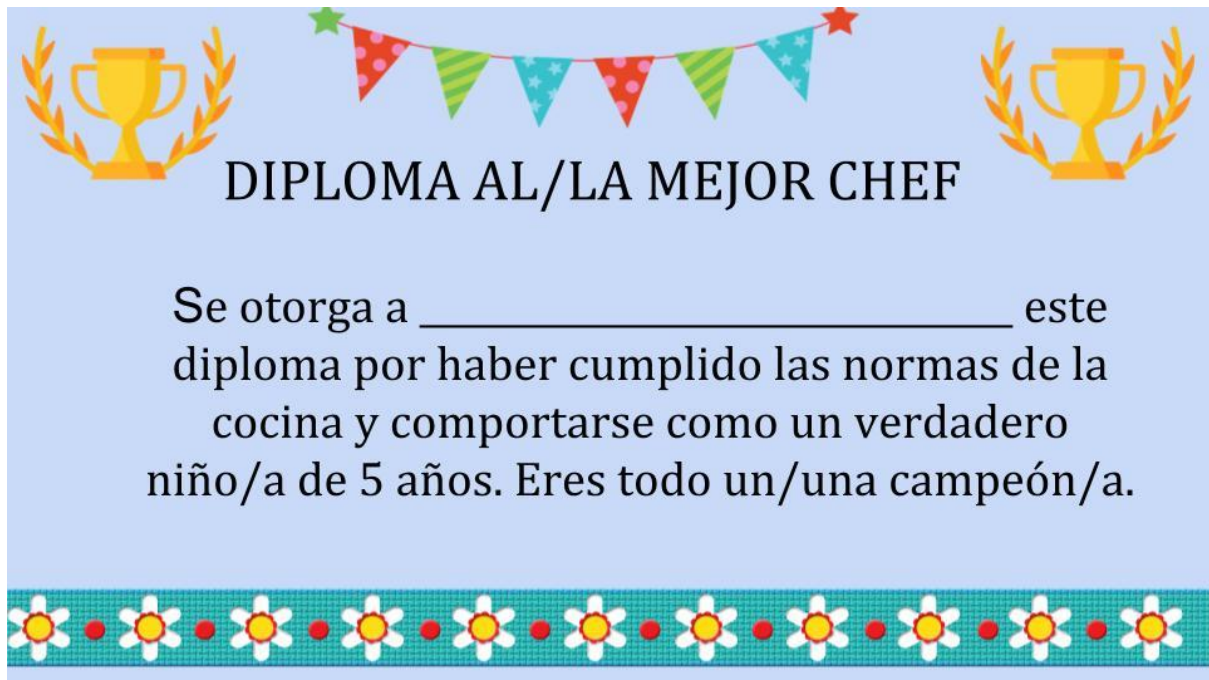 DIPLOMA AL/LA MEJOR CHEF
Se otorga a ____________________________ este
diploma por haber cumplido las normas de la
cocina y comportarse como un verdadero
niño/a de 5 años. Eres todo un/una campeón/a.